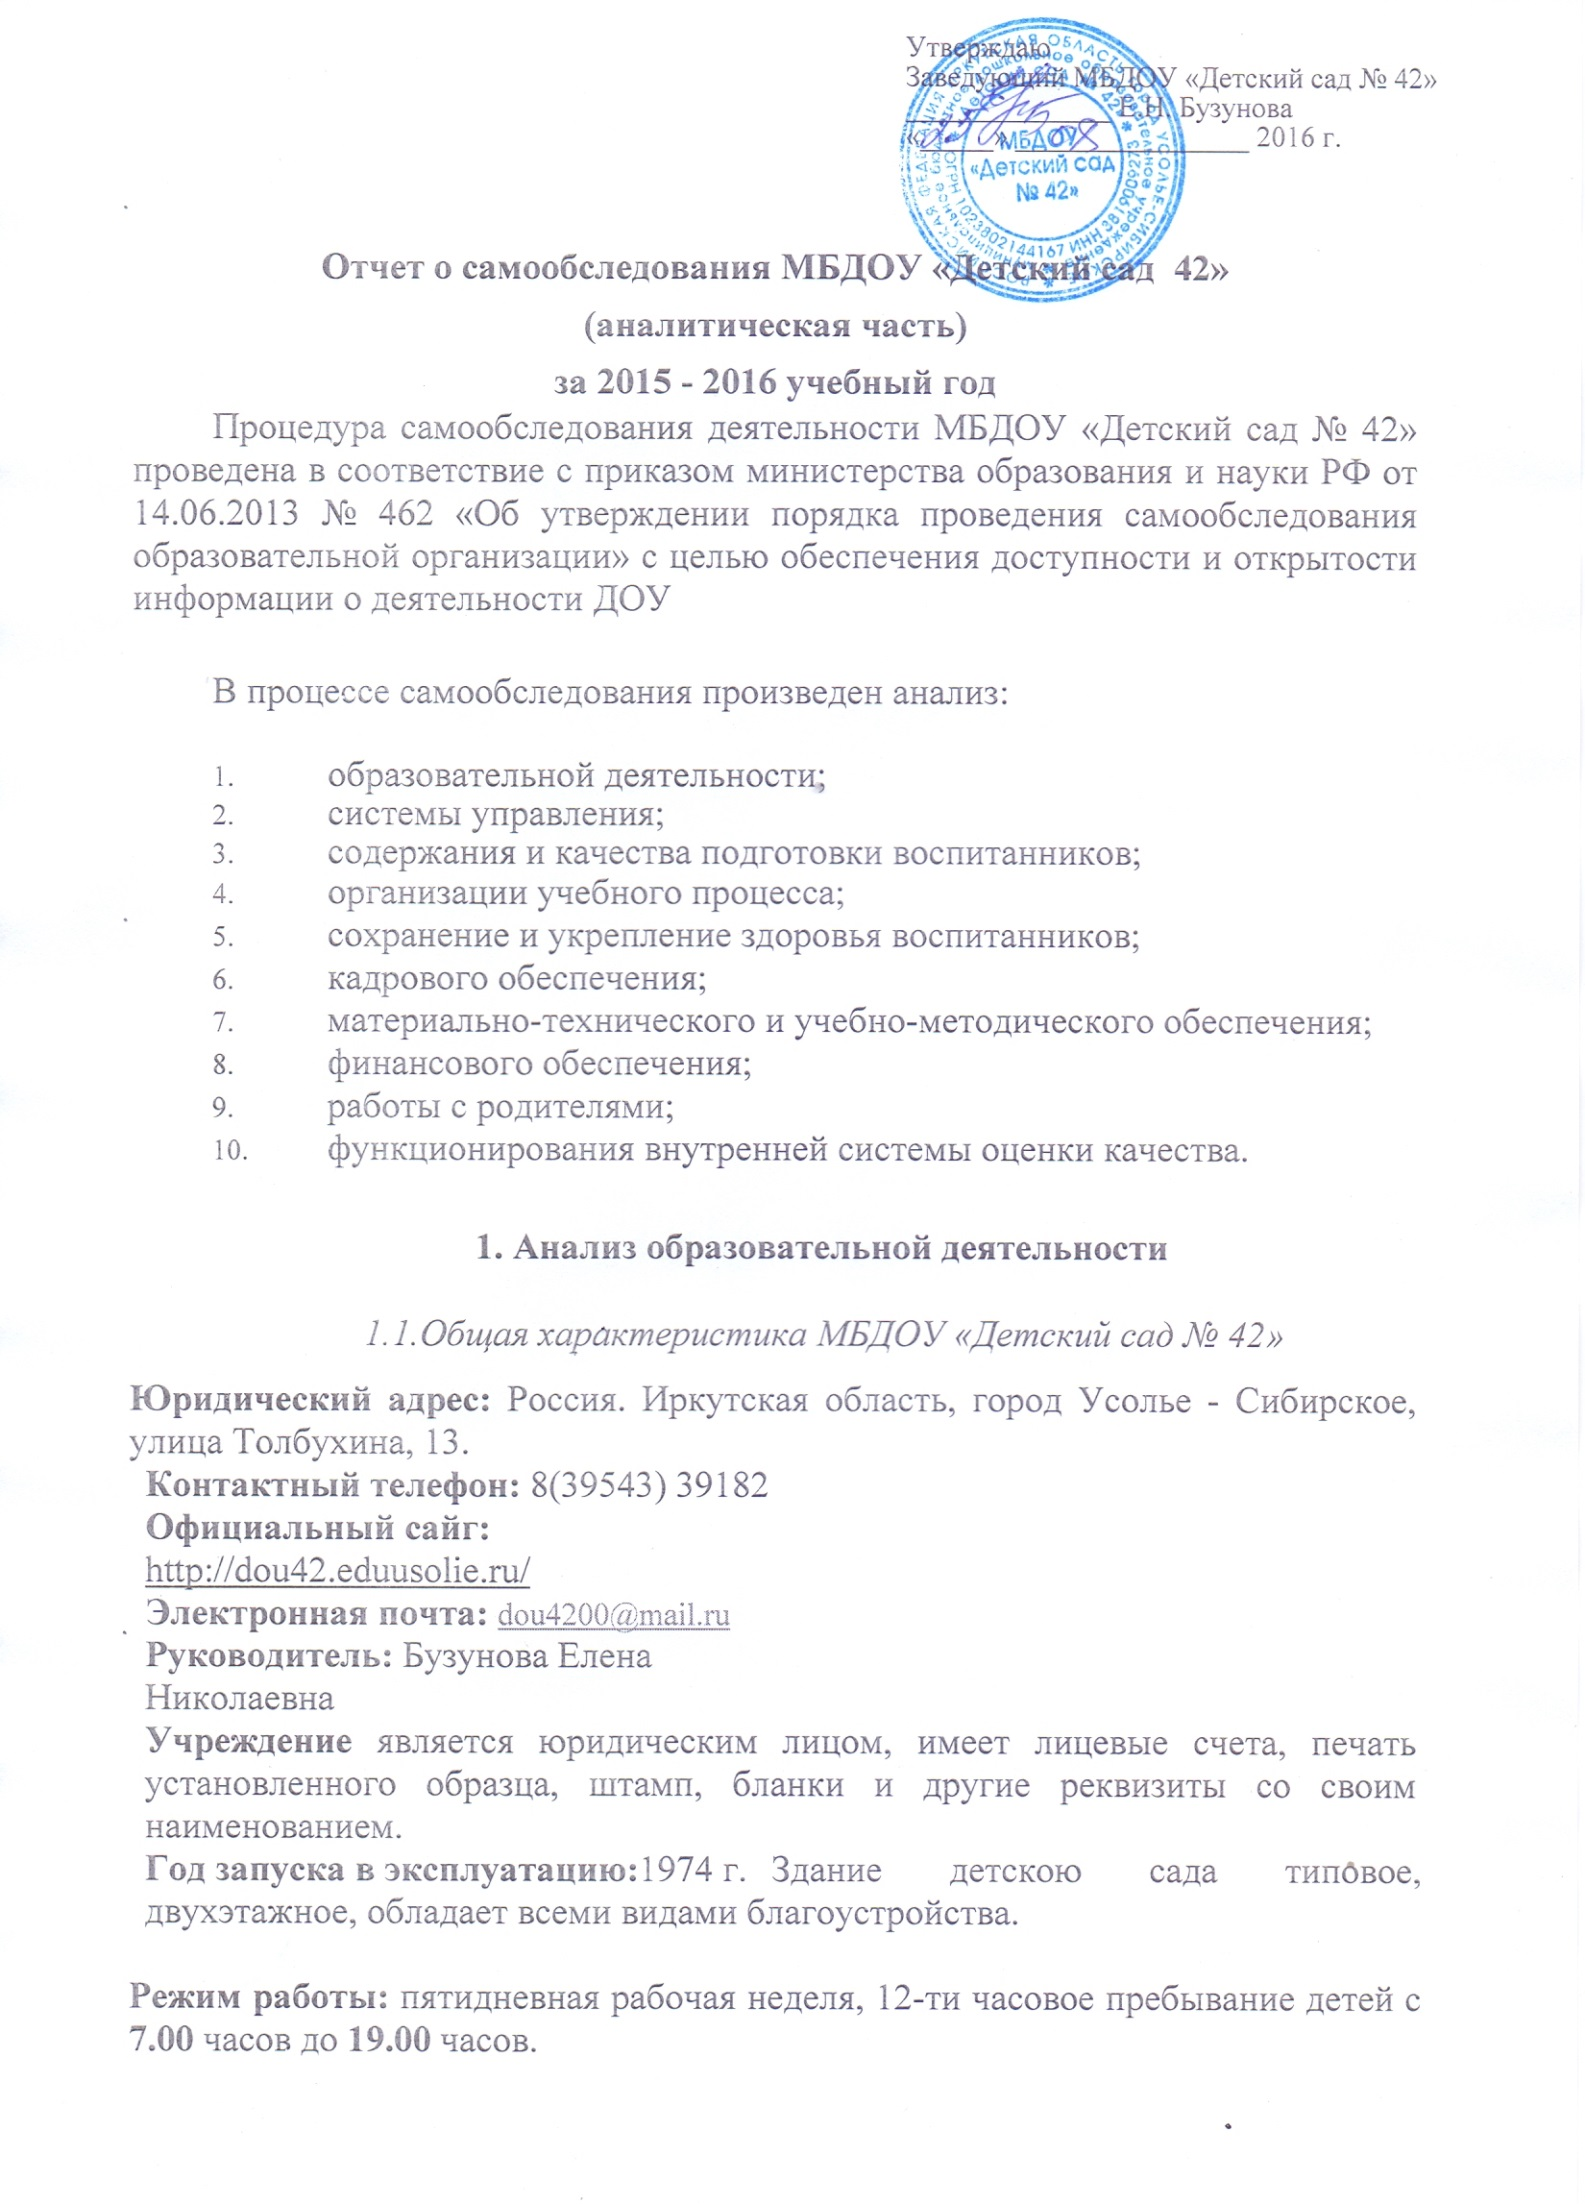 Утверждаю
Заведующий МБДОУ «Детский сад № 42»
Е.Н. Бузунова
2016 г.
МБДОУ
«Детский сад
№ 42»
ОГРН 1023802144167 ИНН 3819009273
Отчет о самообследования МБДОУ «Детский сад 42»
(аналитическая часть)
за 2015 - 2016 учебный год
Процедура самообследования деятельности МБДОУ «Детский сад № 42»
проведена в соответствие с приказом министерства образования и науки РФ от
14.06.2013 № 462 «Об утверждении порядка проведения самообследования
образовательной организации» с целью обеспечения доступности и открытости
информации о деятельности ДОУ
В процессе самообследования произведен анализ:
1. образовательной деятельности;
2. системы управления;
3. содержания и качества подготовки воспитанников;
4. организации учебного процесса;
5. сохранение и укрепление здоровья воспитанников;
6. кадрового обеспечения;
7. материально-технического и учебно-методического обеспечения;
8. финансового обеспечения;
9. работы с родителями;
10. функционирования внутренней системы оценки качества.
1. Анализ образовательной деятельности
1.1.Общая характеристика МБДОУ «Детский сад № 42»
Юридический адрес: Россия. Иркутская область, город Усолье - Сибирское,
улица Толбухина, 13.
Контактный телефон: 8(39543) 39182
Официальный сайг:
http://dou42.eduusolie.ru/
Электронная почта: dou4200@mail.ru
Руководитель: Бузунова Елена
Николаевна
Учреждение является юридическим лицом, имеет лицевые счета, печать
установленного образца, штамп, бланки и другие реквизиты со своим
наименованием.
Год запуска в эксплуатацию:1974 г. Здание детскою сада типовое,
двухэтажное, обладает всеми видами благоустройства.
Режим работы: пятидневная рабочая неделя, 12-ти часовое пребывание детей с
7.00 часов до 19.00 часов.